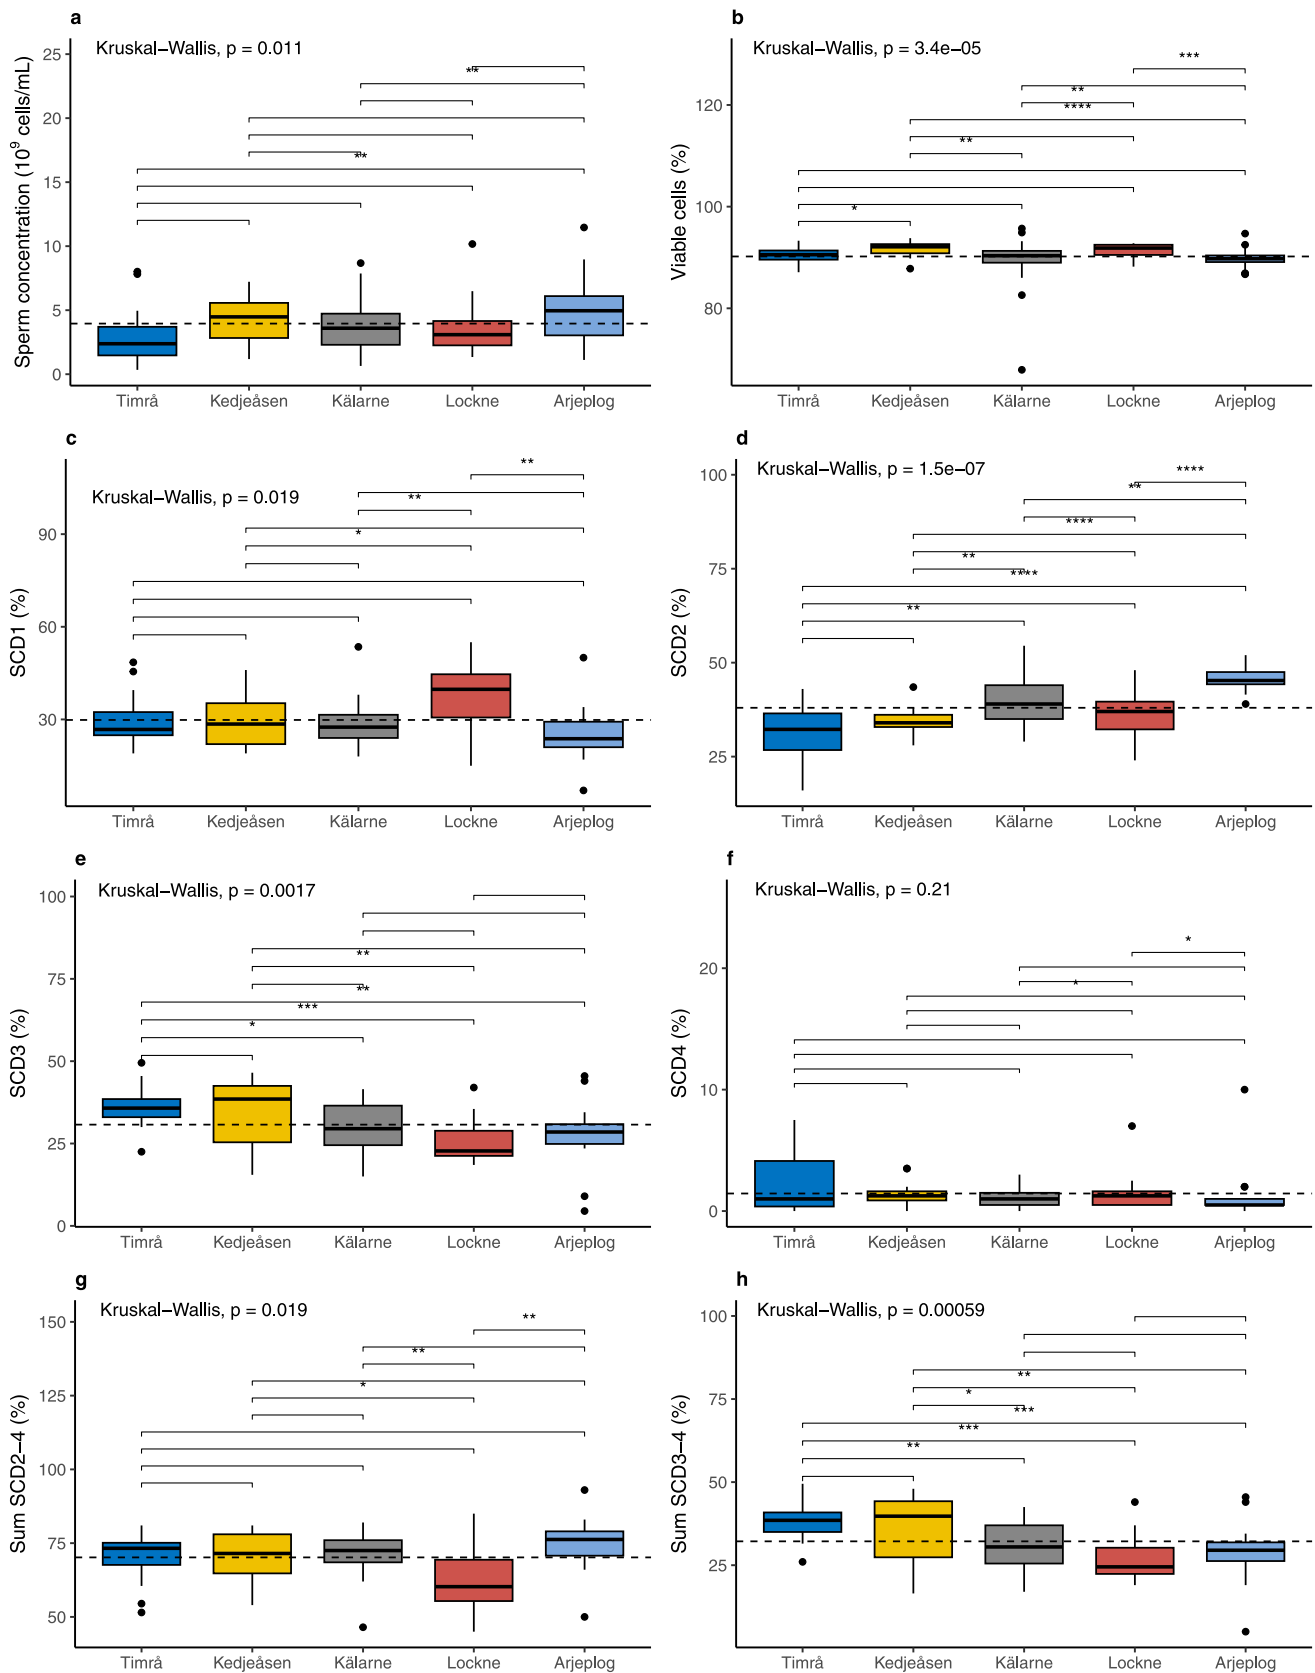 a
Kruskal−Wallis, p = 0.011
Sperm concentration (10⁹ cells/mL)
25
20
15
10
5
0
**
**
Timrå Kedjeåsen Kälarne Lockne Arjeplog
b
Kruskal−Wallis, p = 3.4e−05
Viable cells (%)
120
100
80
***
**
****
**
*
Timrå Kedjeåsen Kälarne Lockne Arjeplog
c
Kruskal−Wallis, p = 0.019
SCD1 (%)
90
60
30
**
**
*
Timrå Kedjeåsen Kälarne Lockne Arjeplog
d
Kruskal−Wallis, p = 1.5e−07
SCD2 (%)
100
75
50
25
****
**
****
**
****
**
Timrå Kedjeåsen Kälarne Lockne Arjeplog
e
Kruskal−Wallis, p = 0.0017
SCD3 (%)
100
75
50
25
0
**
**
***
*
Timrå Kedjeåsen Kälarne Lockne Arjeplog
f
Kruskal−Wallis, p = 0.21
SCD4 (%)
20
10
0
*
*
Timrå Kedjeåsen Kälarne Lockne Arjeplog
g
Kruskal−Wallis, p = 0.019
Sum SCD2−4 (%)
150
125
100
75
50
**
**
*
Timrå Kedjeåsen Kälarne Lockne Arjeplog
h
Kruskal−Wallis, p = 0.00059
Sum SCD3−4 (%)
100
75
50
25
**
*
***
***
**
Timrå Kedjeåsen Kälarne Lockne Arjeplog